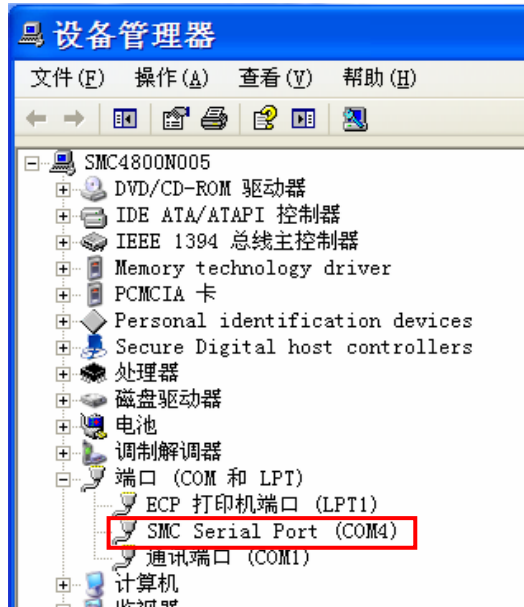 设备管理器
文件(F) 操作(A) 查看(V) 帮助(H)
SMC4800N005
DVD/CD-ROM 驱动器
IDE ATA/ATAPI 控制器
IEEE 1394 总线主控制器
Memory technology driver
PCMCIA 卡
Personal identification devices
Secure Digital host controllers
处理器
磁盘驱动器
电池
调制解调器
端口 (COM 和 LPT)
ECP 打印机端口 (LPT1)
SMC Serial Port (COM4)
通讯端口 (COM1)
计算机
监视器